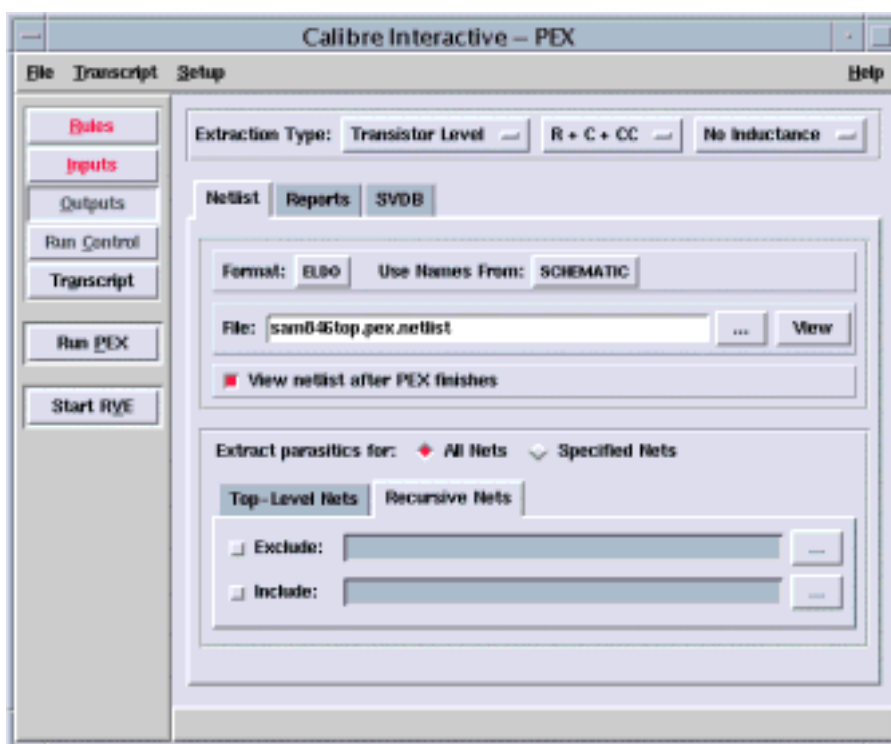 Calibre Interactive – PEX
File Transcript Setup Help
Rules
Inputs
Outputs
Run Control
Transcript
Run PEX
Start RVE
Extraction Type: Transistor Level R + C + CC No Inductance
Netlist Reports SVDB
Format: ELDO Use Names From: SCHEMATIC
File: sam846top.pex.netlist ... View
View netlist after PEX finishes
Extract parasitics for: All Nets Specified Nets
Top-Level Nets Recursive Nets
Exclude: ...
Include: ...